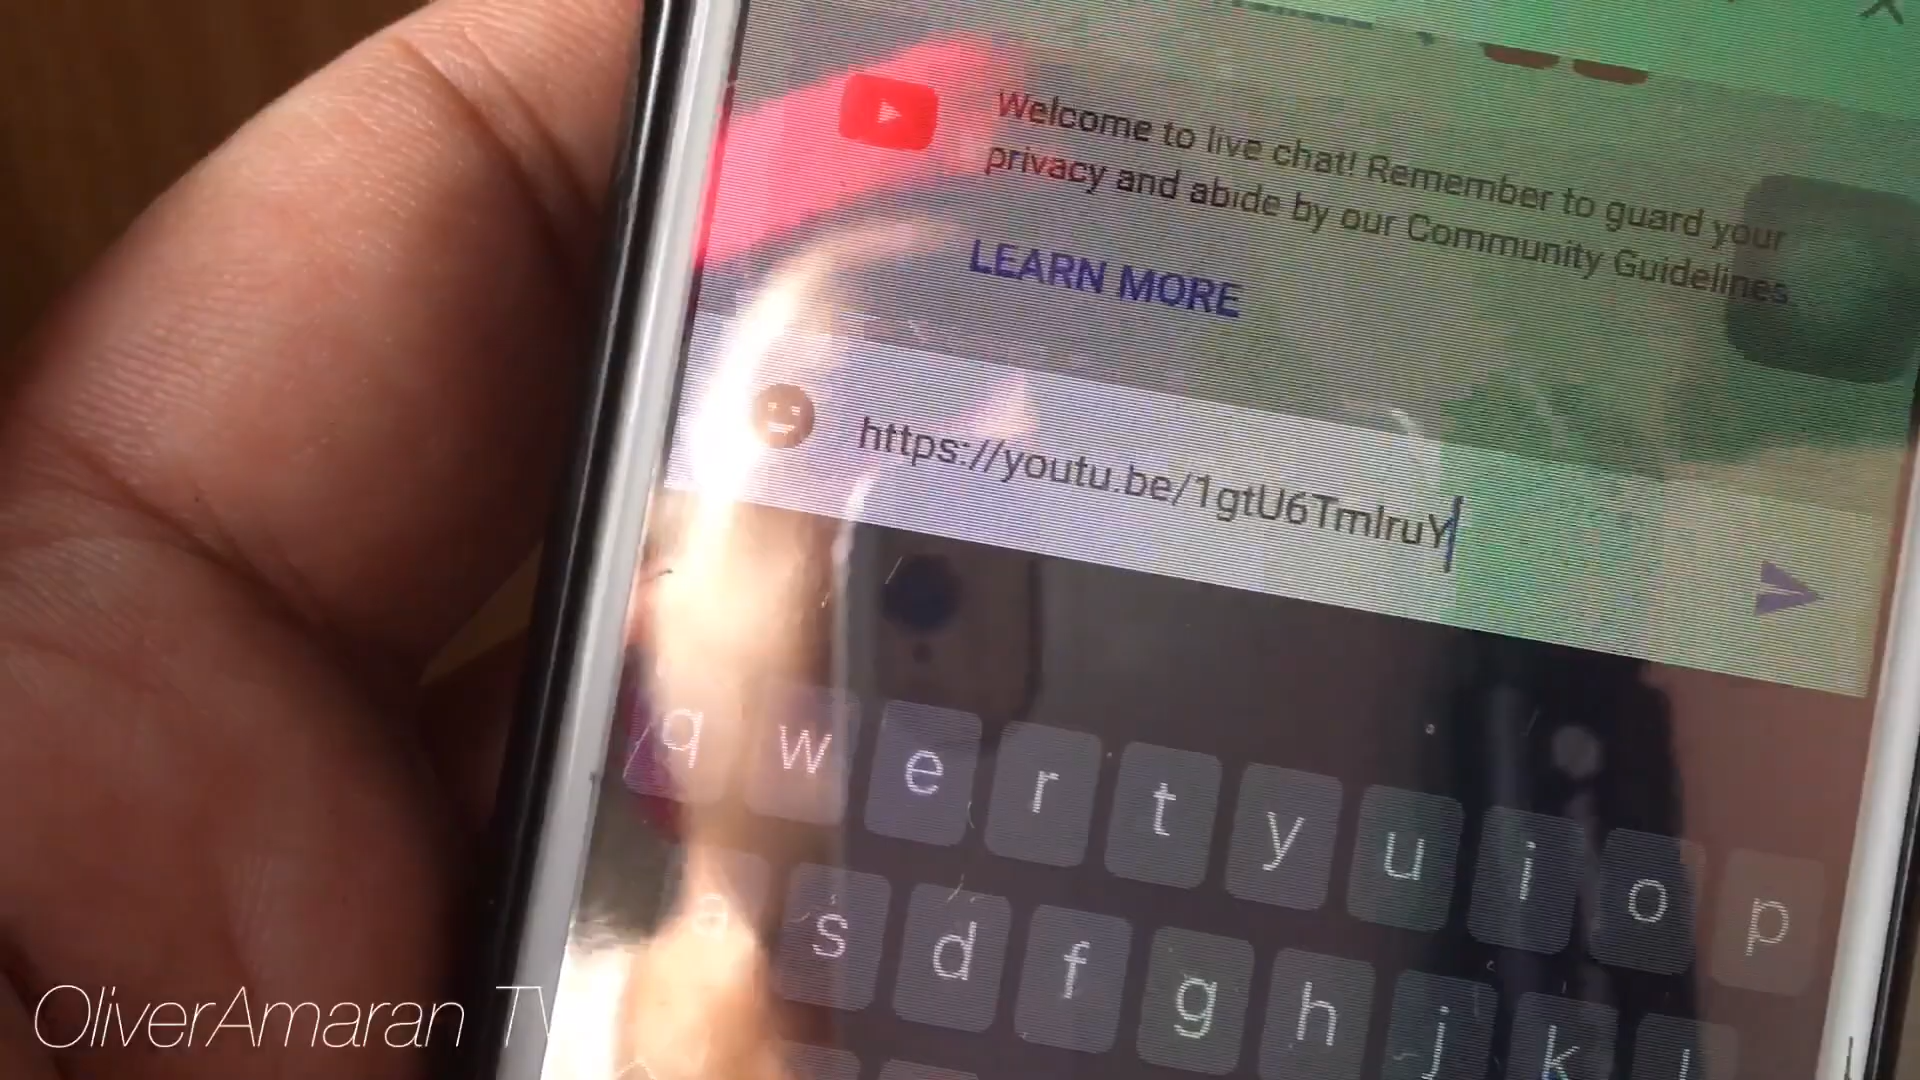 Welcome to live chat! Remember to guard your
privacy and abide by our Community Guidelines.
LEARN MORE
https://youtu.be/1gtU6TmlruY
q w e r t y u i o p
a s d f g h j k l
OliverAmaran TV